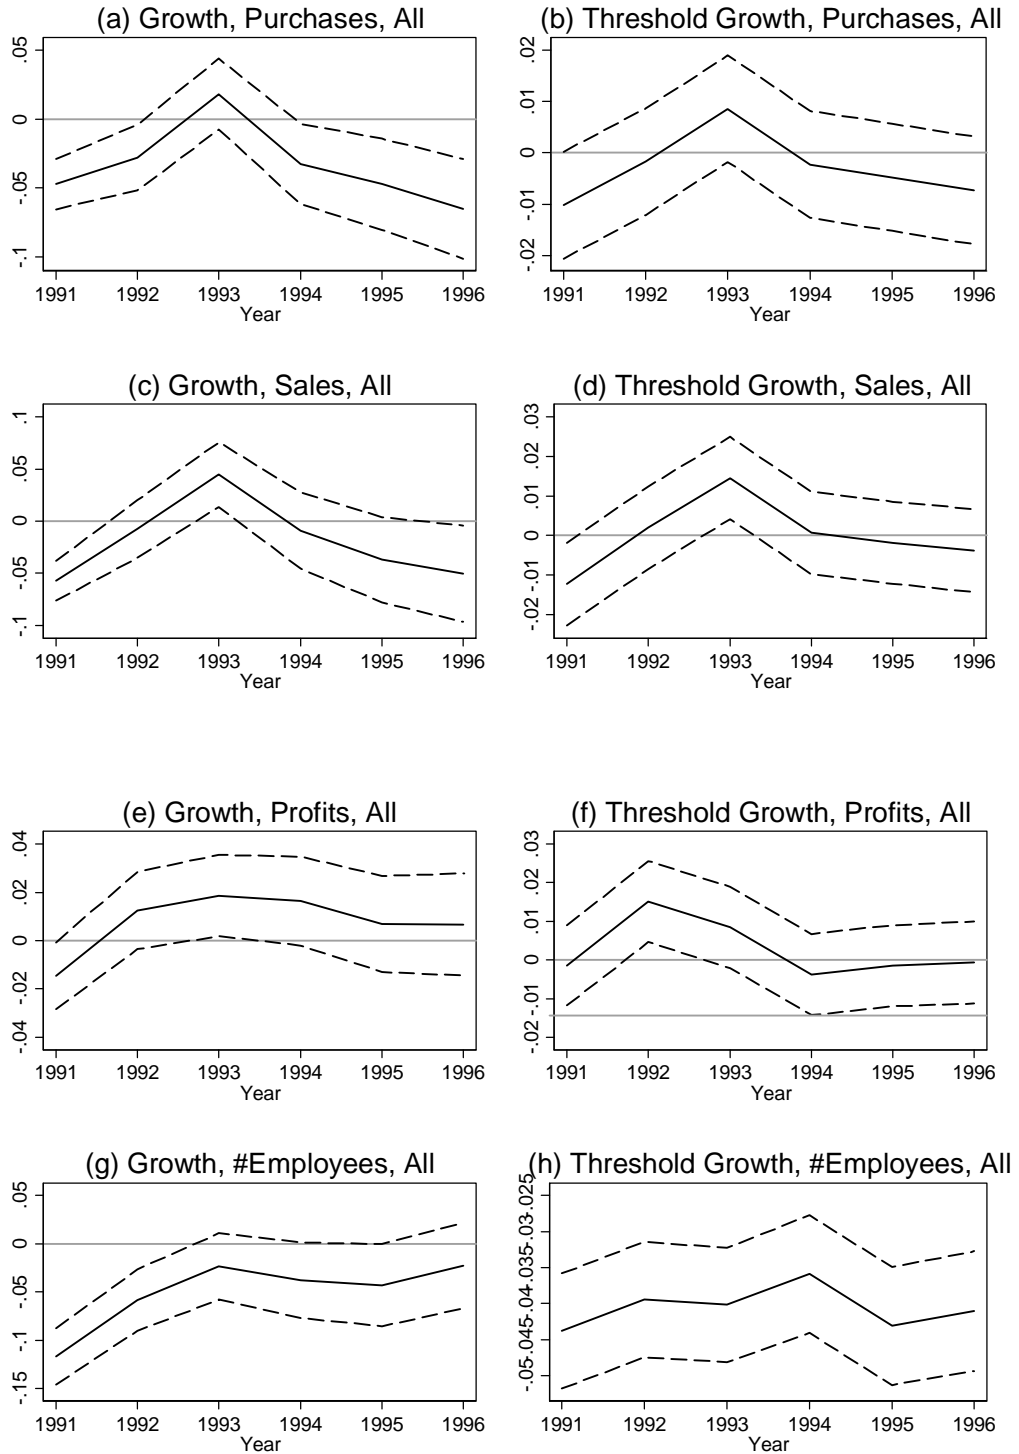 (a) Growth, Purchases, All
.05
0
-.05
-.1
1991 1992 1993 1994 1995 1996
Year
(b) Threshold Growth, Purchases, All
.02
.01
0
-.01
-.02
1991 1992 1993 1994 1995 1996
Year
(c) Growth, Sales, All
.1
.05
0
-.05
-.1
1991 1992 1993 1994 1995 1996
Year
(d) Threshold Growth, Sales, All
.03
.02
.01
0
-.01
-.02
1991 1992 1993 1994 1995 1996
Year
(e) Growth, Profits, All
.04
.02
0
-.02
-.04
1991 1992 1993 1994 1995 1996
Year
(f) Threshold Growth, Profits, All
.03
.02
.01
0
-.01
-.02
1991 1992 1993 1994 1995 1996
Year
(g) Growth, #Employees, All
.05
0
-.05
-.1
-.15
1991 1992 1993 1994 1995 1996
Year
(h) Threshold Growth, #Employees, All
-.025
-.03
-.035
-.04
-.045
-.05
1991 1992 1993 1994 1995 1996
Year